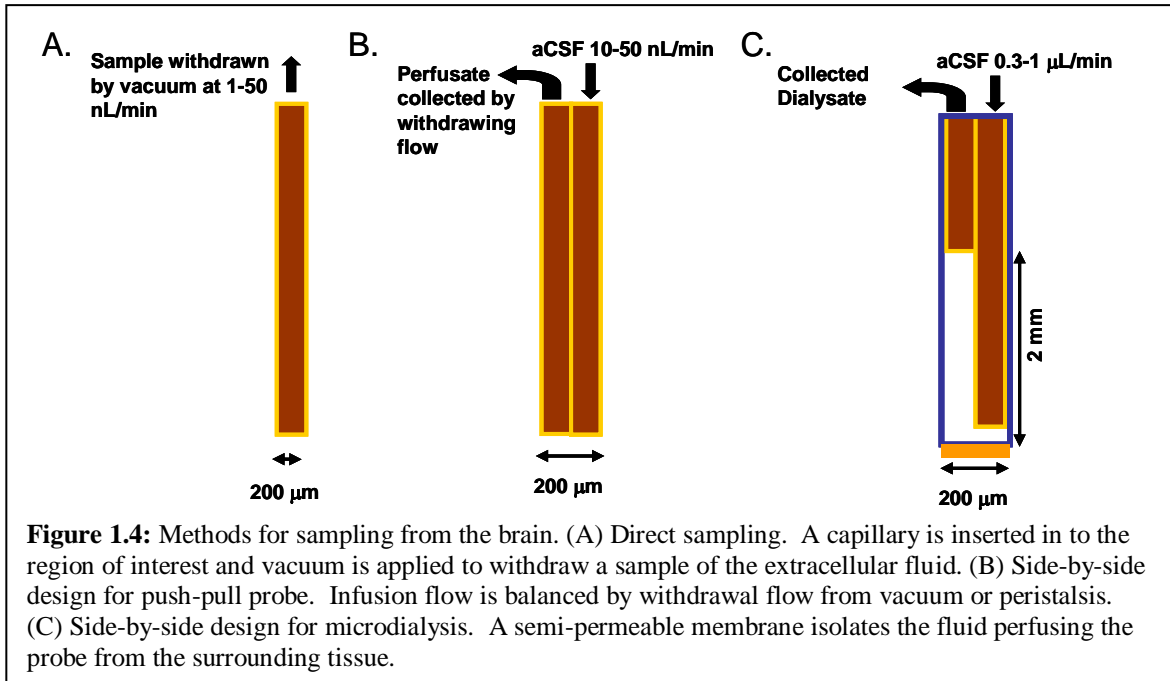 A.
Sample withdrawn
by vacuum at 1-50
nL/min
200 μm
B.
aCSF 10-50 nL/min
Perfusate
collected by
withdrawing
flow
200 μm
C.
aCSF 0.3-1 μL/min
Collected
Dialysate
2 mm
200 μm
Figure 1.4: Methods for sampling from the brain. (A) Direct sampling.  A capillary is inserted in to the
region of interest and vacuum is applied to withdraw a sample of the extracellular fluid. (B) Side-by-side
design for push-pull probe.  Infusion flow is balanced by withdrawal flow from vacuum or peristalsis.
(C) Side-by-side design for microdialysis.  A semi-permeable membrane isolates the fluid perfusing the
probe from the surrounding tissue.